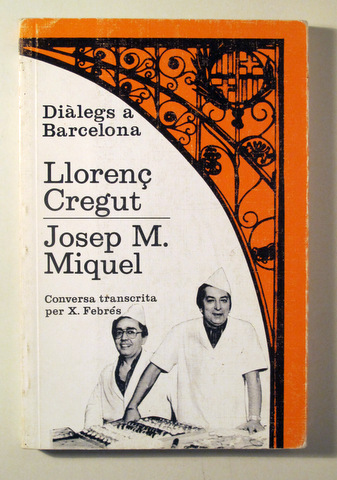 Diàlegs a
Barcelona
Llorenç
Cregut
Josep M.
Miquel
Conversa transcrita
per X. Febrés